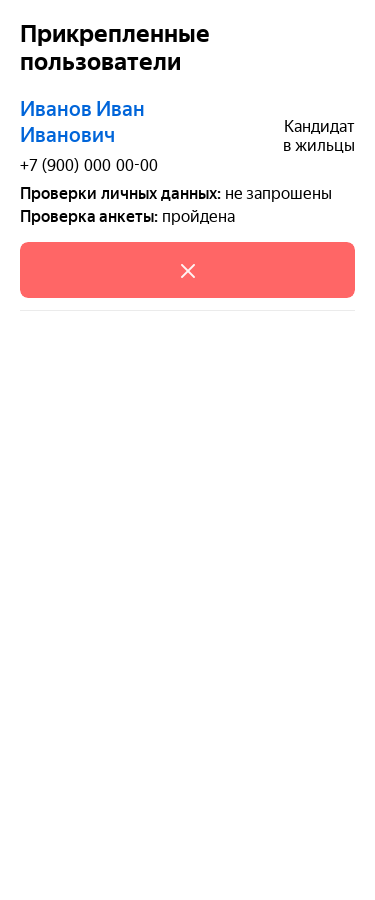 Прикрепленные
пользователи
Иванов Иван
Иванович
Кандидат
в жильцы
+7 (900) 000 00-00
Проверки личных данных: не запрошены
Проверка анкеты: пройдена